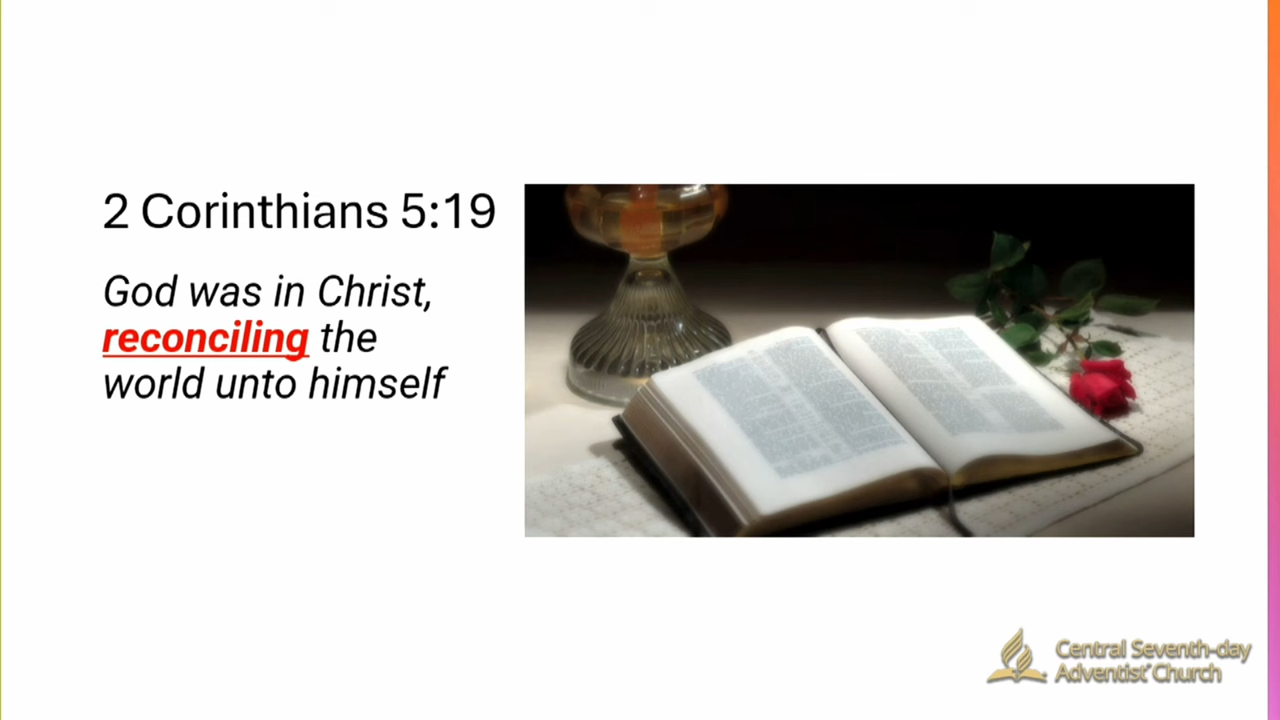 2 Corinthians 5:19
God was in Christ,
reconciling the
world unto himself
Central Seventh-day
Adventist Church